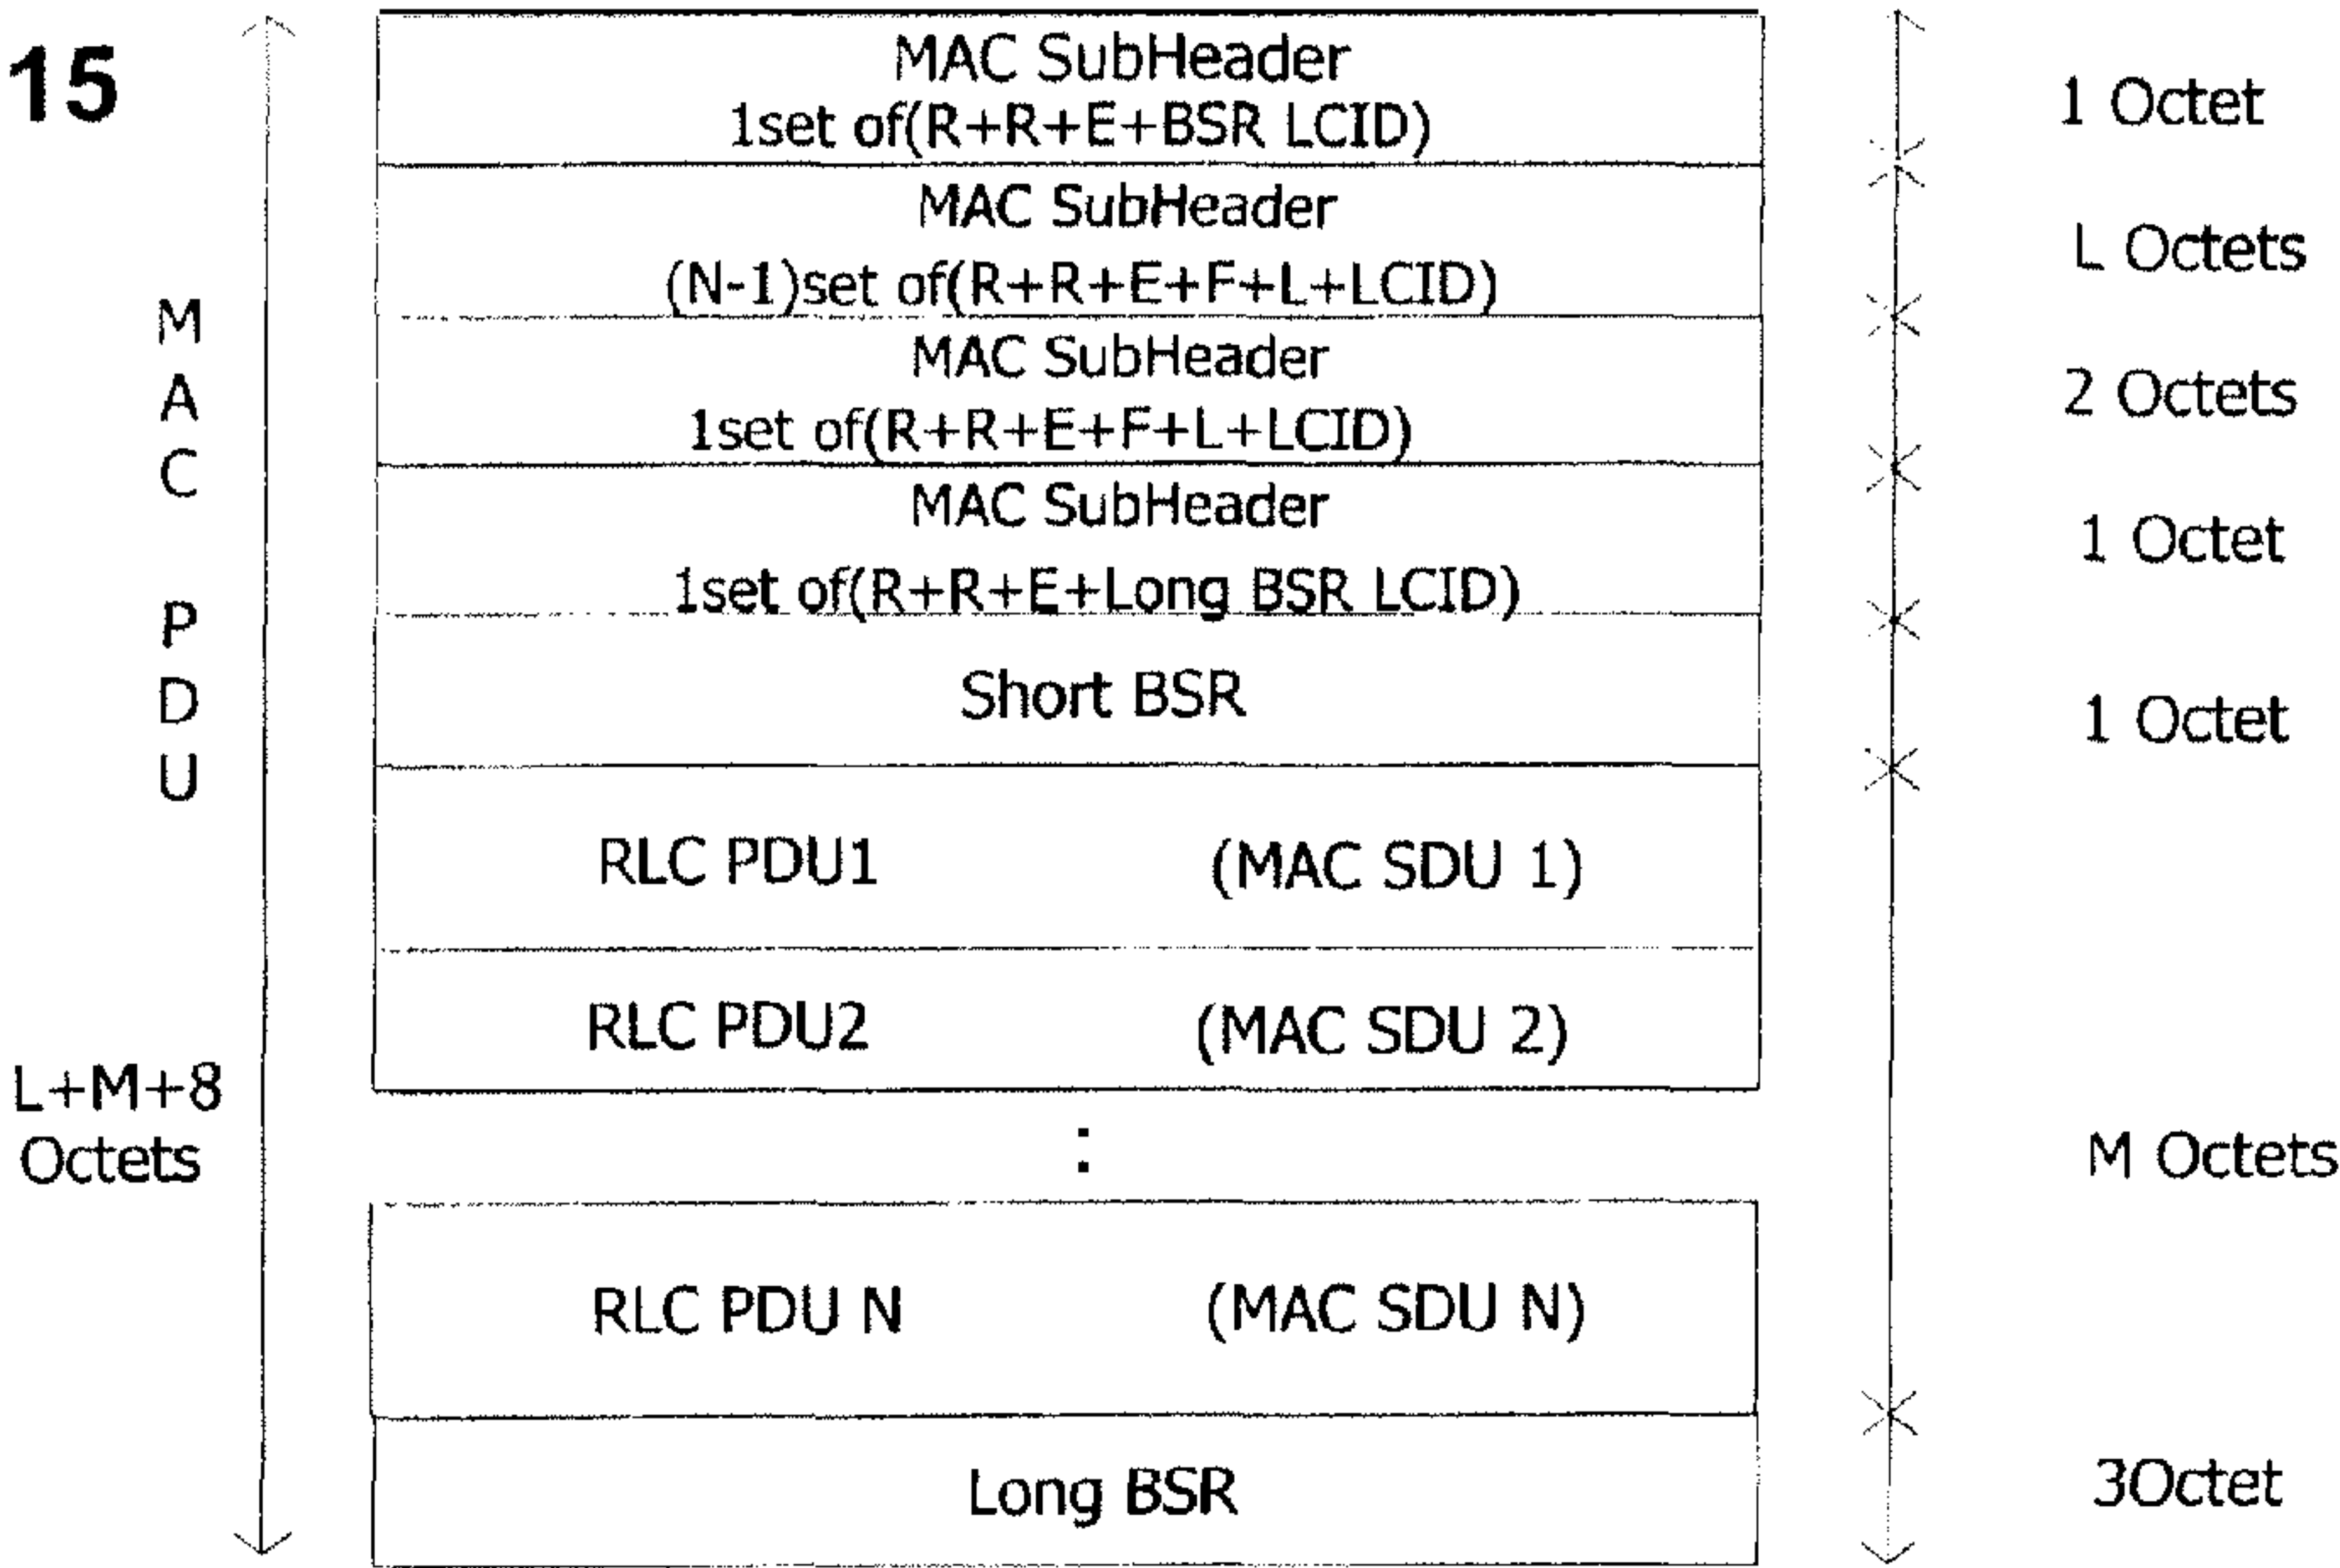 15
MAC SubHeader
1set of(R+R+E+BSR LCID)
1 Octet
MAC SubHeader
(N-1)set of(R+R+E+F+L+LCID)
L Octets
MAC SubHeader
1set of(R+R+E+F+L+LCID)
2 Octets
MAC SubHeader
1set of(R+R+E+Long BSR LCID)
1 Octet
Short BSR
1 Octet
MAC PDU
RLC PDU1 (MAC SDU 1)
RLC PDU2 (MAC SDU 2)
L+M+8
Octets
:
M Octets
RLC PDU N (MAC SDU N)
Long BSR
3Octet